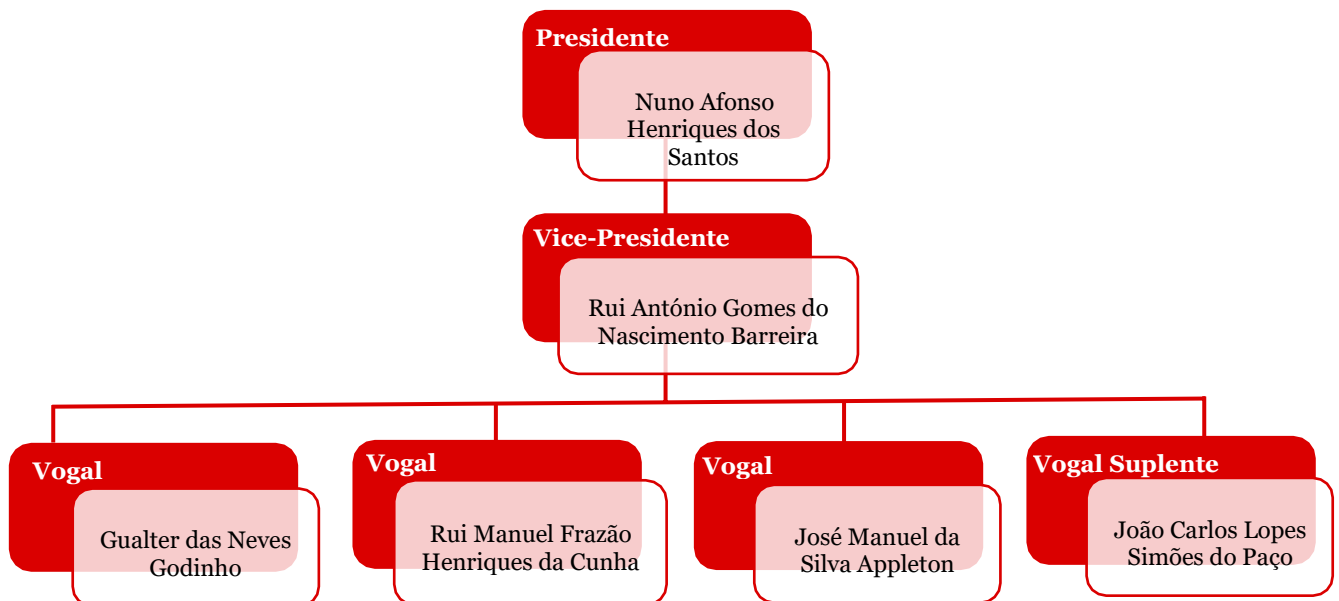 Presidente
Nuno Afonso
Henriques dos
Santos
Vice-Presidente
Rui António Gomes do
Nascimento Barreira
Vogal
Gualter das Neves
Godinho
Vogal
Rui Manuel Frazão
Henriques da Cunha
Vogal
José Manuel da
Silva Appleton
Vogal Suplente
João Carlos Lopes
Simões do Paço